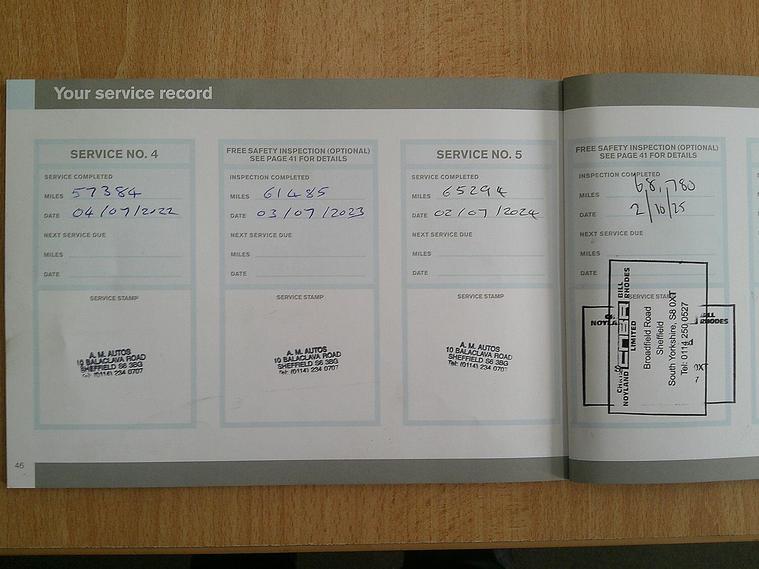 Your service record
SERVICE NO. 4
SERVICE COMPLETED
MILES 57384
DATE 04/07/2022
NEXT SERVICE DUE
MILES
DATE
SERVICE STAMP
A. M. AUTOS
10 BALACLAVA ROAD
SHEFFIELD S6 3BG
Tel: (0114) 234 0707
FREE SAFETY INSPECTION (OPTIONAL)
SEE PAGE 41 FOR DETAILS
INSPECTION COMPLETED
MILES 61485
DATE 03/07/2023
NEXT SERVICE DUE
MILES
DATE
SERVICE STAMP
A. M. AUTOS
10 BALACLAVA ROAD
SHEFFIELD S6 3BG
Tel: (0114) 234 0707
SERVICE NO. 5
SERVICE COMPLETED
MILES 65294
DATE 02/07/2024
NEXT SERVICE DUE
MILES
DATE
SERVICE STAMP
A. M. AUTOS
10 BALACLAVA ROAD
SHEFFIELD S6 3BG
Tel: (0114) 234 0707
FREE SAFETY INSPECTION (OPTIONAL)
SEE PAGE 41 FOR DETAILS
INSPECTION COMPLETED
MILES 68,780
DATE 2/10/25
NEXT SERVICE DUE
MILES
DATE
SERVICE STAMP
NOYLAND
BILL
RHODES
LIMITED
Broadfield Road
Sheffield
South Yorkshire, S8 0XT
Tel: 0114 250 0527
46